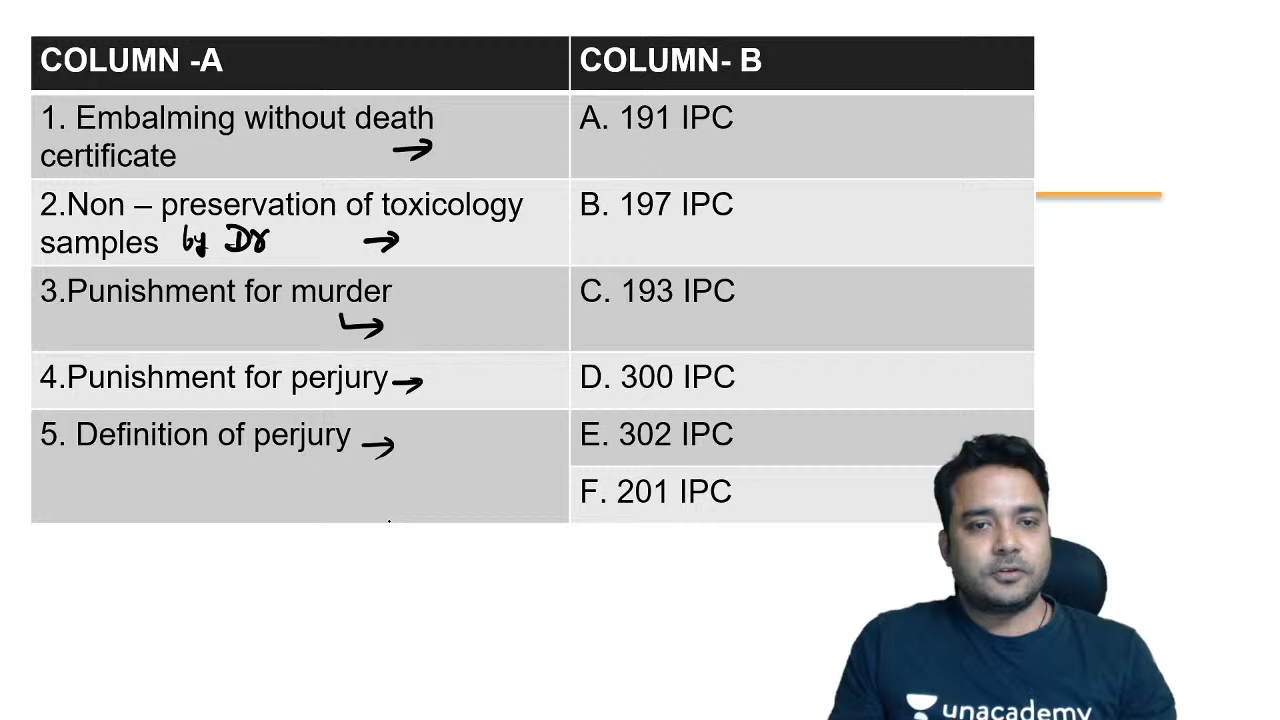 COLUMN -A
COLUMN- B
1. Embalming without death
certificate
A. 191 IPC
2.Non – preservation of toxicology
samples by Dr
B. 197 IPC
3.Punishment for murder
C. 193 IPC
4.Punishment for perjury
D. 300 IPC
5. Definition of perjury
E. 302 IPC
F. 201 IPC
unacademy